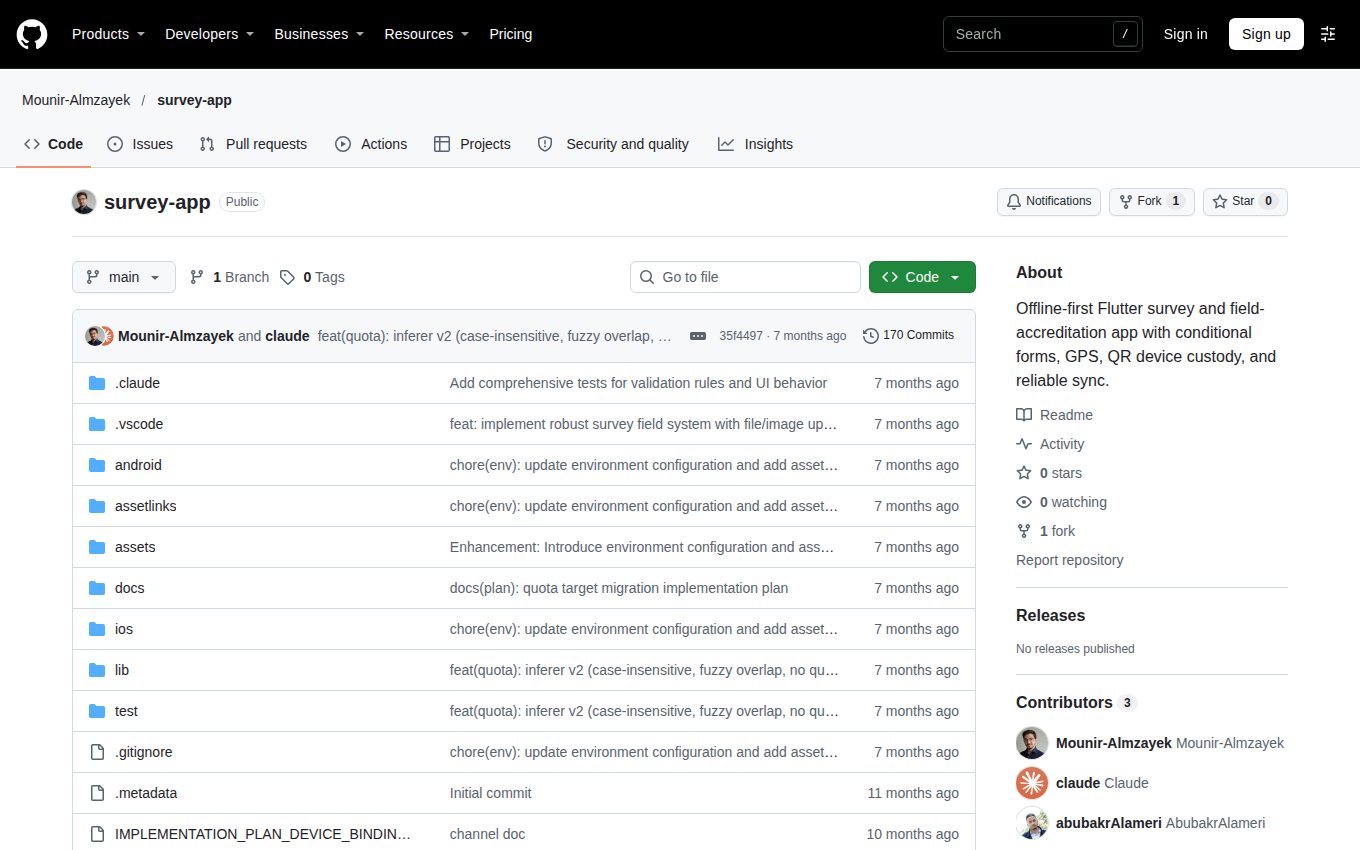 Products Developers Businesses Resources Pricing Search / Sign in Sign up
Mounir-Almzayek / survey-app
Code Issues Pull requests Actions Projects Security and quality Insights
survey-app Public Notifications Fork 1 Star 0
main 1 Branch 0 Tags Go to file Code
Mounir-Almzayek and claude feat(quota): inferer v2 (case-insensitive, fuzzy overlap, … 35f4497 · 7 months ago 170 Commits
.claude Add comprehensive tests for validation rules and UI behavior 7 months ago
.vscode feat: implement robust survey field system with file/image up… 7 months ago
android chore(env): update environment configuration and add asset… 7 months ago
assetlinks chore(env): update environment configuration and add asset… 7 months ago
assets Enhancement: Introduce environment configuration and ass… 7 months ago
docs docs(plan): quota target migration implementation plan 7 months ago
ios chore(env): update environment configuration and add asset… 7 months ago
lib feat(quota): inferer v2 (case-insensitive, fuzzy overlap, no qu… 7 months ago
test feat(quota): inferer v2 (case-insensitive, fuzzy overlap, no qu… 7 months ago
.gitignore chore(env): update environment configuration and add asset… 7 months ago
.metadata Initial commit 11 months ago
IMPLEMENTATION_PLAN_DEVICE_BINDIN… channel doc 10 months ago
About
Offline-first Flutter survey and field-
accreditation app with conditional
forms, GPS, QR device custody, and
reliable sync.
Readme
Activity
0 stars
0 watching
1 fork
Report repository
Releases
No releases published
Contributors 3
Mounir-Almzayek Mounir-Almzayek
claude Claude
abubakrAlameri AbubakrAlameri